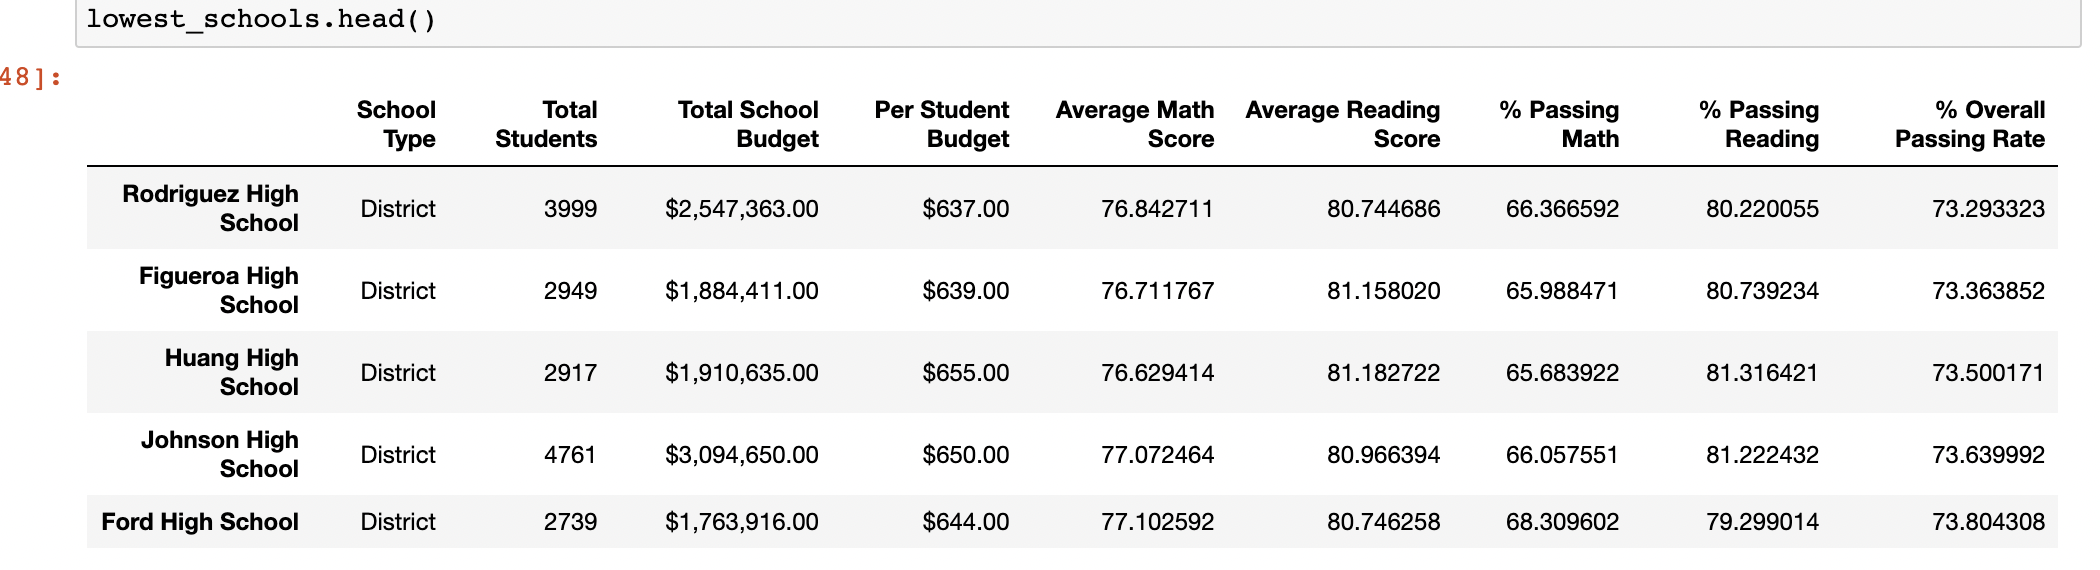 lowest_schools.head()
48]:
School Type Total Students Total School Budget Per Student Budget Average Math Score Average Reading Score % Passing Math % Passing Reading % Overall Passing Rate
Rodriguez High School District 3999 $2,547,363.00 $637.00 76.842711 80.744686 66.366592 80.220055 73.293323
Figueroa High School District 2949 $1,884,411.00 $639.00 76.711767 81.158020 65.988471 80.739234 73.363852
Huang High School District 2917 $1,910,635.00 $655.00 76.629414 81.182722 65.683922 81.316421 73.500171
Johnson High School District 4761 $3,094,650.00 $650.00 77.072464 80.966394 66.057551 81.222432 73.639992
Ford High School District 2739 $1,763,916.00 $644.00 77.102592 80.746258 68.309602 79.299014 73.804308